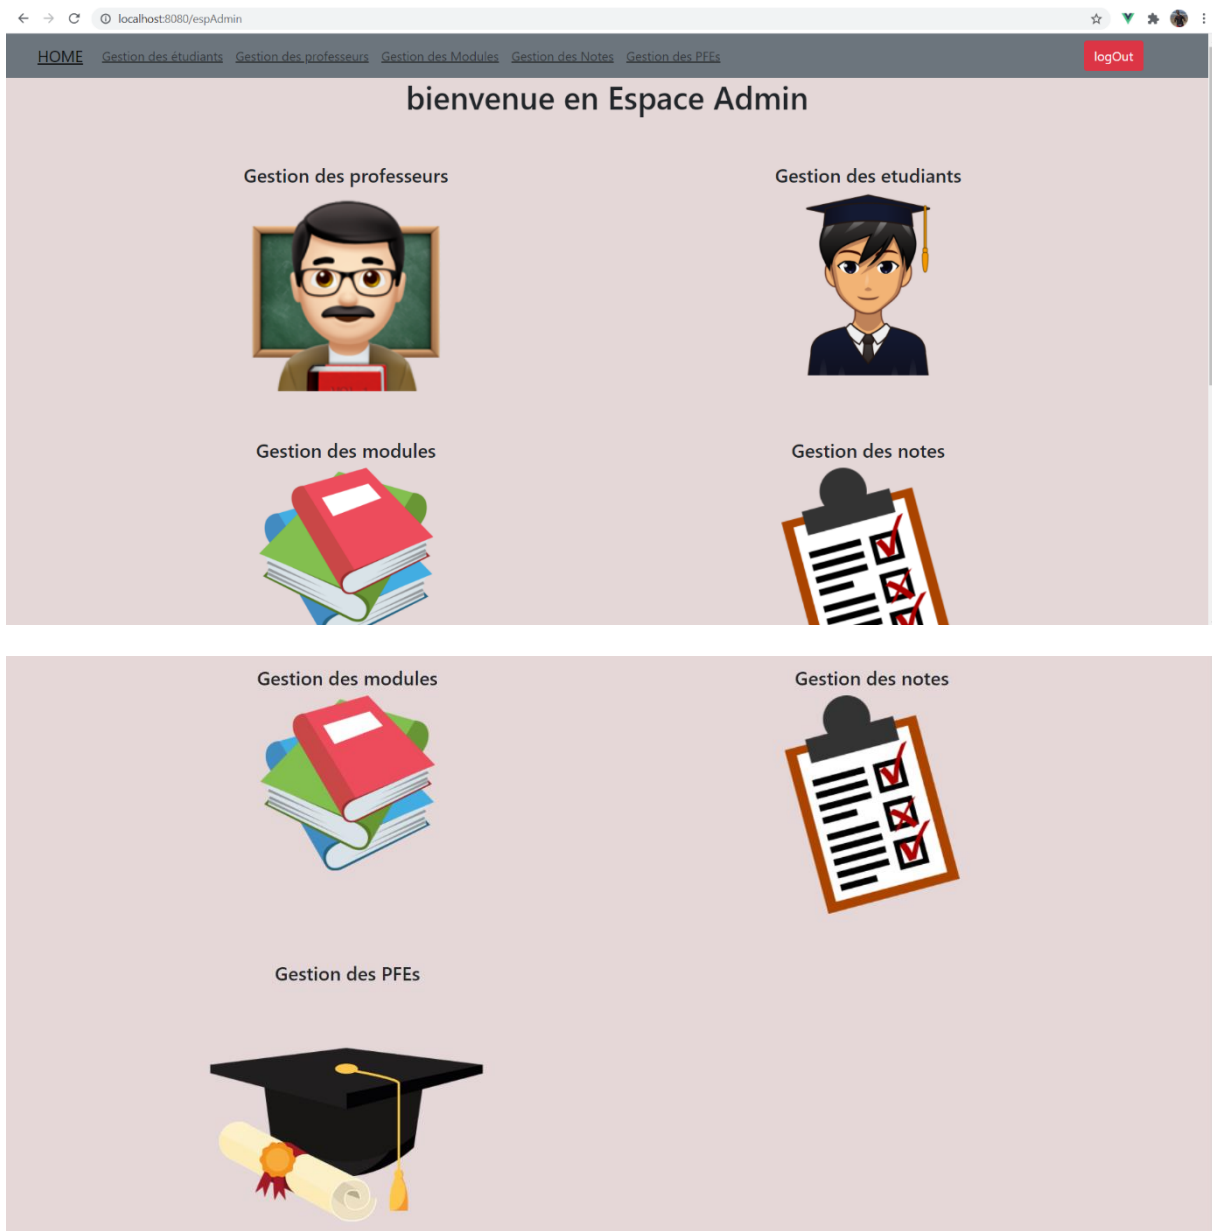 localhost:8080/espAdmin
HOME Gestion des étudiants Gestion des professeurs Gestion des Modules Gestion des Notes Gestion des PFEs logOut
bienvenue en Espace Admin
Gestion des professeurs Gestion des etudiants
Gestion des modules Gestion des notes
Gestion des modules Gestion des notes
Gestion des PFEs